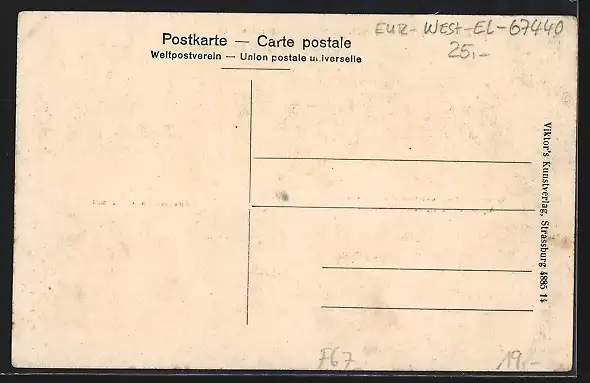 Postkarte — Carte postale
Weltpostverein — Union postale universelle
EUR-WEST-EL-67440
25,-
Viktor's Kunstverlag, Strassburg 4885 14
F67
19,-